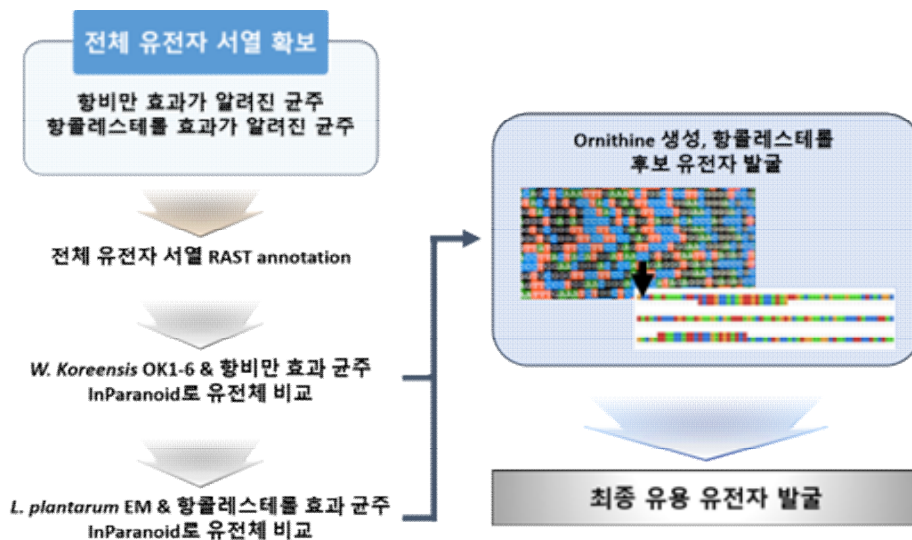 전체 유전자 서열 확보
항비만 효과가 알려진 균주
항콜레스테롤 효과가 알려진 균주
전체 유전자 서열 RAST annotation
W. Koreensis OK1-6 & 항비만 효과 균주
InParanoid로 유전체 비교
L. plantarum EM & 항콜레스테롤 효과 균주
InParanoid로 유전체 비교
Ornithine 생성, 항콜레스테롤
후보 유전자 발굴
최종 유용 유전자 발굴